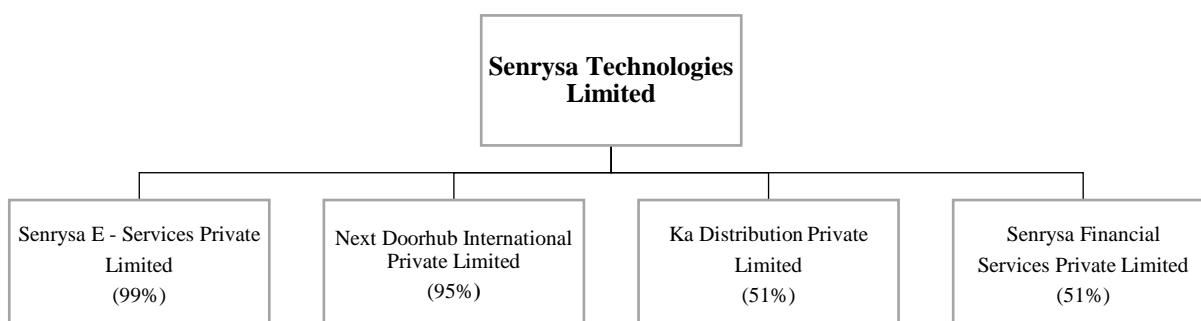 Senrysa Technologies
Limited
Senrysa E - Services Private
Limited
(99%)
Next Doorhub International
Private Limited
(95%)
Ka Distribution Private
Limited
(51%)
Senrysa Financial
Services Private Limited
(51%)